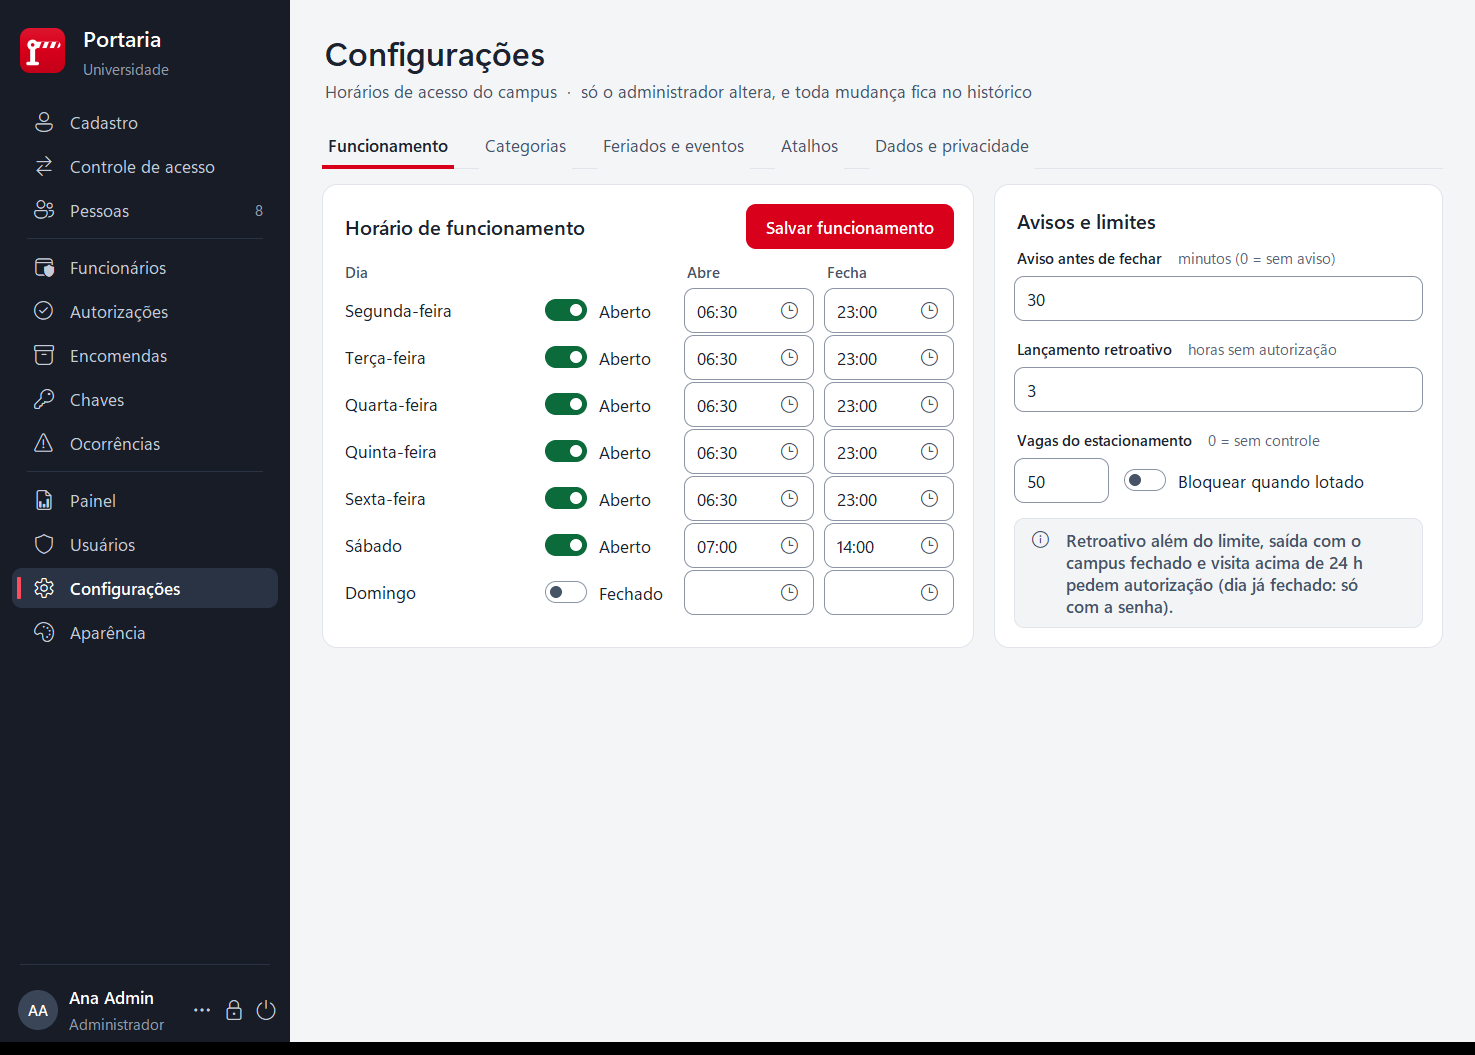 Portaria
Universidade
Cadastro
Controle de acesso
Pessoas 8
Funcionários
Autorizações
Encomendas
Chaves
Ocorrências
Painel
Usuários
Configurações
Aparência
AA
Ana Admin
Administrador
Configurações
Horários de acesso do campus · só o administrador altera, e toda mudança fica no histórico
Funcionamento Categorias Feriados e eventos Atalhos Dados e privacidade
Horário de funcionamento Salvar funcionamento
Dia Abre Fecha
Segunda-feira Aberto 06:30 23:00
Terça-feira Aberto 06:30 23:00
Quarta-feira Aberto 06:30 23:00
Quinta-feira Aberto 06:30 23:00
Sexta-feira Aberto 06:30 23:00
Sábado Aberto 07:00 14:00
Domingo Fechado
Avisos e limites
Aviso antes de fechar minutos (0 = sem aviso)
30
Lançamento retroativo horas sem autorização
3
Vagas do estacionamento 0 = sem controle
50 Bloquear quando lotado
Retroativo além do limite, saída com o
campus fechado e visita acima de 24 h
pedem autorização (dia já fechado: só
com a senha).